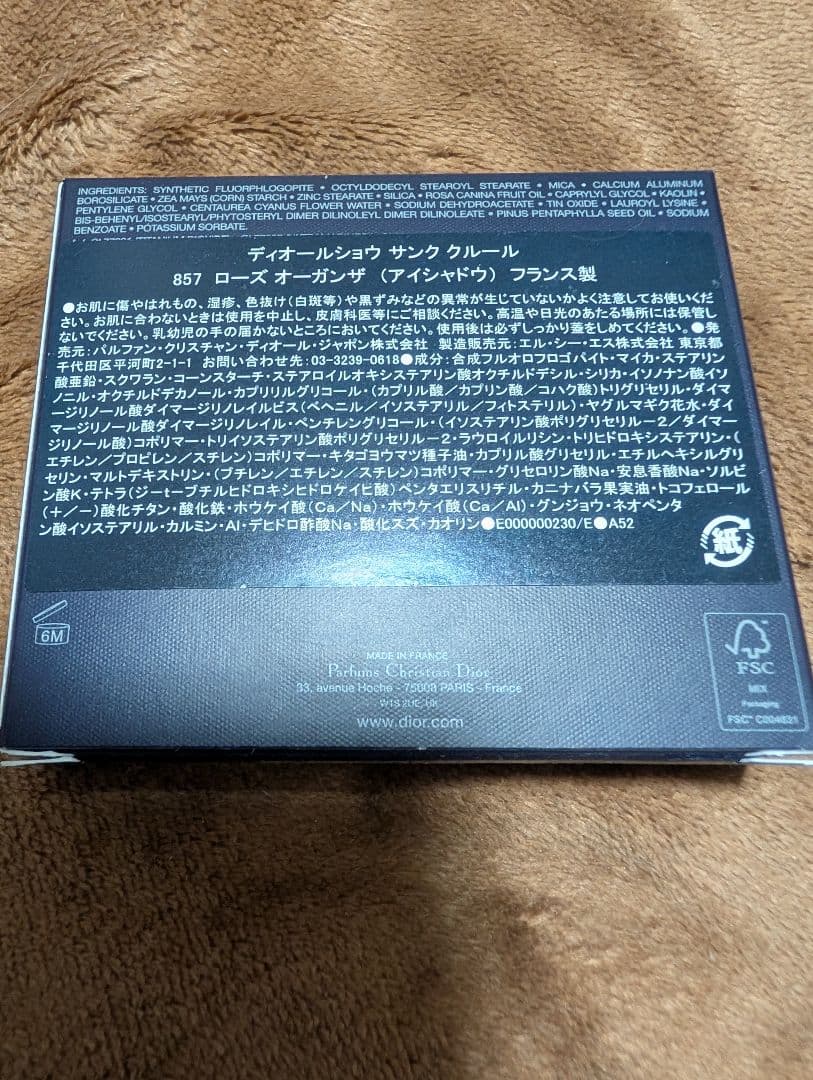 INGREDIENTS: SYNTHETIC FLUORPHLOGOPITE • OCTYLDODECYL STEAROYL STEARATE • MICA • CALCIUM ALUMINUM
BOROSILICATE • ZEA MAYS (CORN) STARCH • ZINC STEARATE • SILICA • ROSA CANINA FRUIT OIL • CAPRYLYL GLYCOL • KAOLIN •
PENTYLENE GLYCOL • CENTAUREA CYANUS FLOWER WATER • SODIUM DEHYDROACETATE • TIN OXIDE • LAUROYL LYSINE •
BIS-BEHENYL/ISOSTEARYL/PHYTOSTERYL DIMER DILINOLEYL DIMER DILINOLEATE • PINUS PENTAPHYLLA SEED OIL • SODIUM
BENZOATE • POTASSIUM SORBATE.
ディオールショウ サンク クルール
857 ローズ オーガンザ (アイシャドウ) フランス製
●お肌に傷やはれもの、湿疹、色抜け(白斑等)や黒ずみなどの異常が生じていないかよく注意してお使いくだ
さい。お肌に合わないときは使用を中止し、皮膚科医等にご相談ください。高温や日光のあたる場所には保管し
ないでください。乳幼児の手の届かないところにおいてください。使用後は必ずしっかり蓋をしめてください。●発
売元:パルファン・クリスチャン・ディオール・ジャポン株式会社 製造販売元:エル・シー・エス株式会社 東京都
千代田区平河町2-1-1 お問い合わせ先:03-3239-0618●成分:合成フルオロフロゴパイト・マイカ・ステアリン
酸亜鉛・スクワラン・コーンスターチ・ステアロイルオキシステアリン酸オクチルドデシル・シリカ・イソノナン酸イソ
ノニル・オクチルドデカノール・カプリリルグリコール・(カプリル酸/カプリン酸/コハク酸)トリグリセリル・ダイマ
ージリノール酸ダイマージリノレイルビス(ベヘニル/イソステアリル/フィトステリル)・ヤグルマギク花水・ダイ
マージリノール酸ダイマージリノレイル・ペンチレングリコール・(イソステアリン酸ポリグリセリル-2/ダイマー
ジリノール酸)コポリマー・トリイソステアリン酸ポリグリセリル-2・ラウロイルリシン・トリヒドロキシステアリン・(
エチレン/プロピレン/スチレン)コポリマー・キタゴヨウマツ種子油・カプリル酸グリセリル・エチルヘキシルグリ
セリン・マルトデキストリン・(ブチレン/エチレン/スチレン)コポリマー・グリセロリン酸Na・安息香酸Na・ソルビ
ン酸K・テトラ(ジ-t-ブチルヒドロキシヒドロケイヒ酸)ペンタエリスリチル・カニナバラ果実油・トコフェロール
(+/-)酸化チタン・酸化鉄・ホウケイ酸(Ca/Na)・ホウケイ酸(Ca/Al)・グンジョウ・ネオペンタ
ン酸イソステアリル・カルミン・Al・デヒドロ酢酸Na・酸化スズ・カオリン●E000000230/E●A52
紙
6M
MADE IN FRANCE
Parfums Christian Dior
33, avenue Hoche - 75008 PARIS - France
WTS 2UE, UK
www.dior.com
FSC
MIX
Packaging
FSC™ C004631